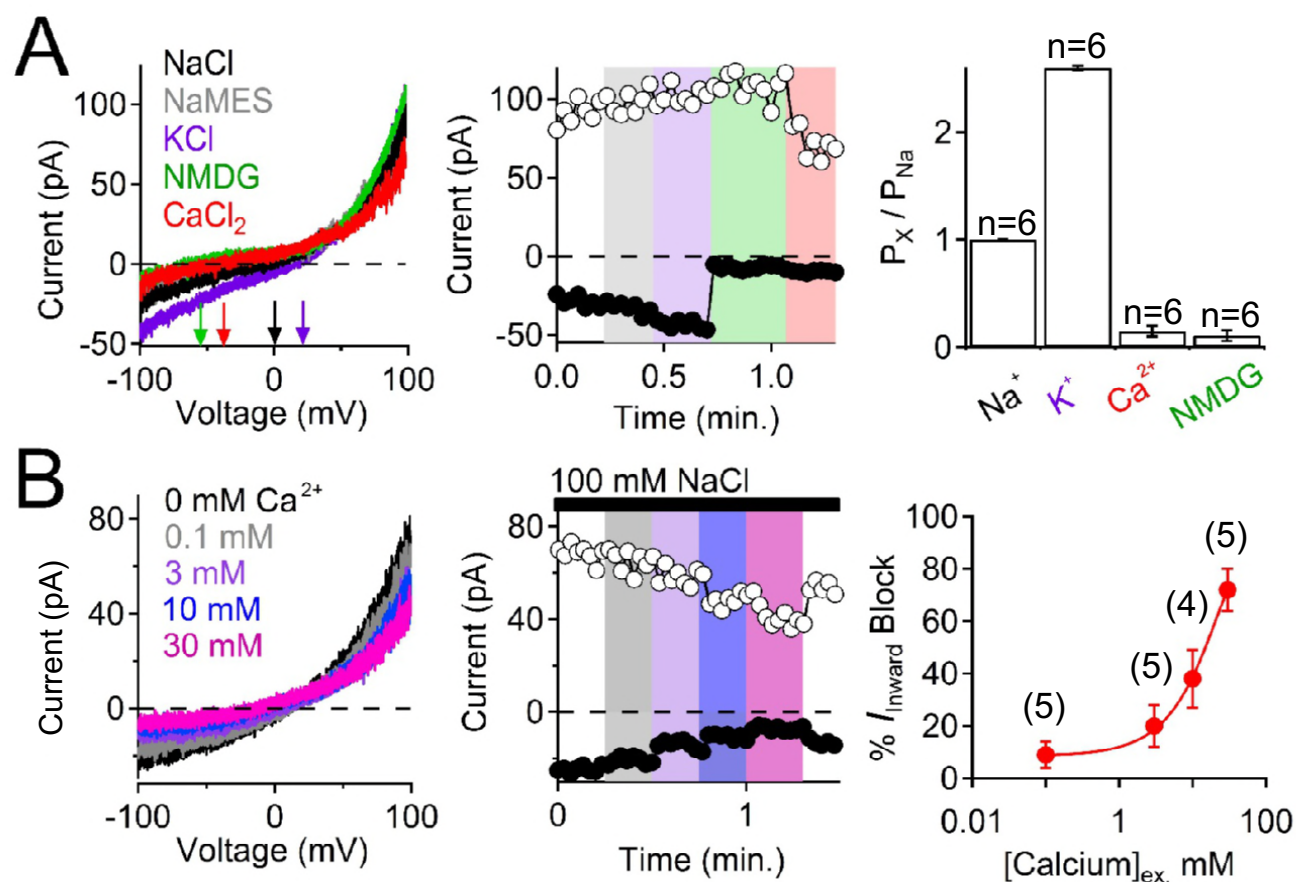 A
NaCl
NaMES
KCl
NMDG
CaCl2
Current (pA)
100
50
0
-50
-100
0
100
Voltage (mV)
Current (pA)
100
50
0
-50
0.0
0.5
1.0
Time (min.)
PX / PNa
2
1
0
n=6
n=6
n=6
n=6
Na+
K+
Ca2+
NMDG
B
0 mM Ca2+
0.1 mM
3 mM
10 mM
30 mM
Current (pA)
80
40
0
-100
0
100
Voltage (mV)
100 mM NaCl
Current (pA)
80
40
0
0
1
Time (min.)
% IInward Block
100
80
60
40
20
0
(5)
(5)
(4)
(5)
0.01
1
100
[Calcium]ex. mM